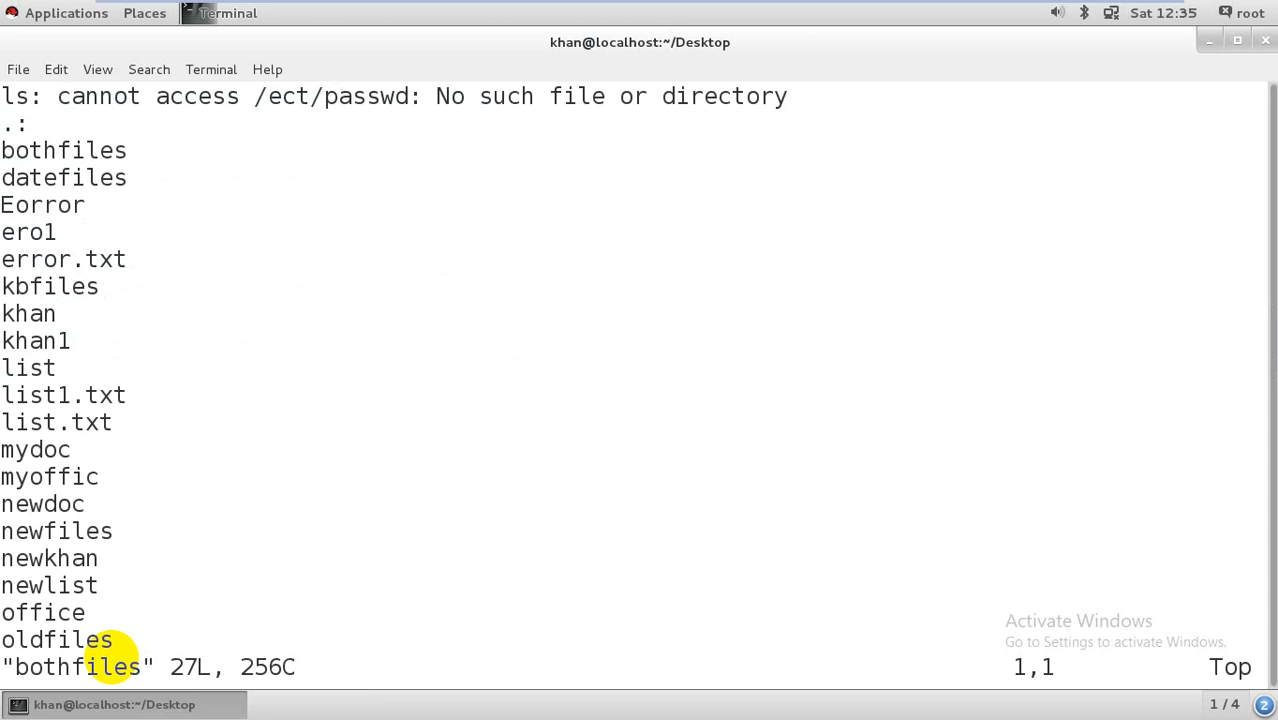 Applications Places Terminal Sat 12:35 root
khan@localhost:~/Desktop
File Edit View Search Terminal Help
ls: cannot access /ect/passwd: No such file or directory
.:
bothfiles
datefiles
Eorror
ero1
error.txt
kbfiles
khan
khan1
list
list1.txt
list.txt
mydoc
myoffic
newdoc
newfiles
newkhan
newlist
office
oldfiles
Activate Windows
Go to Settings to activate Windows.
"bothfiles" 27L, 256C 1,1 Top
khan@localhost:~/Desktop 1 / 4 2